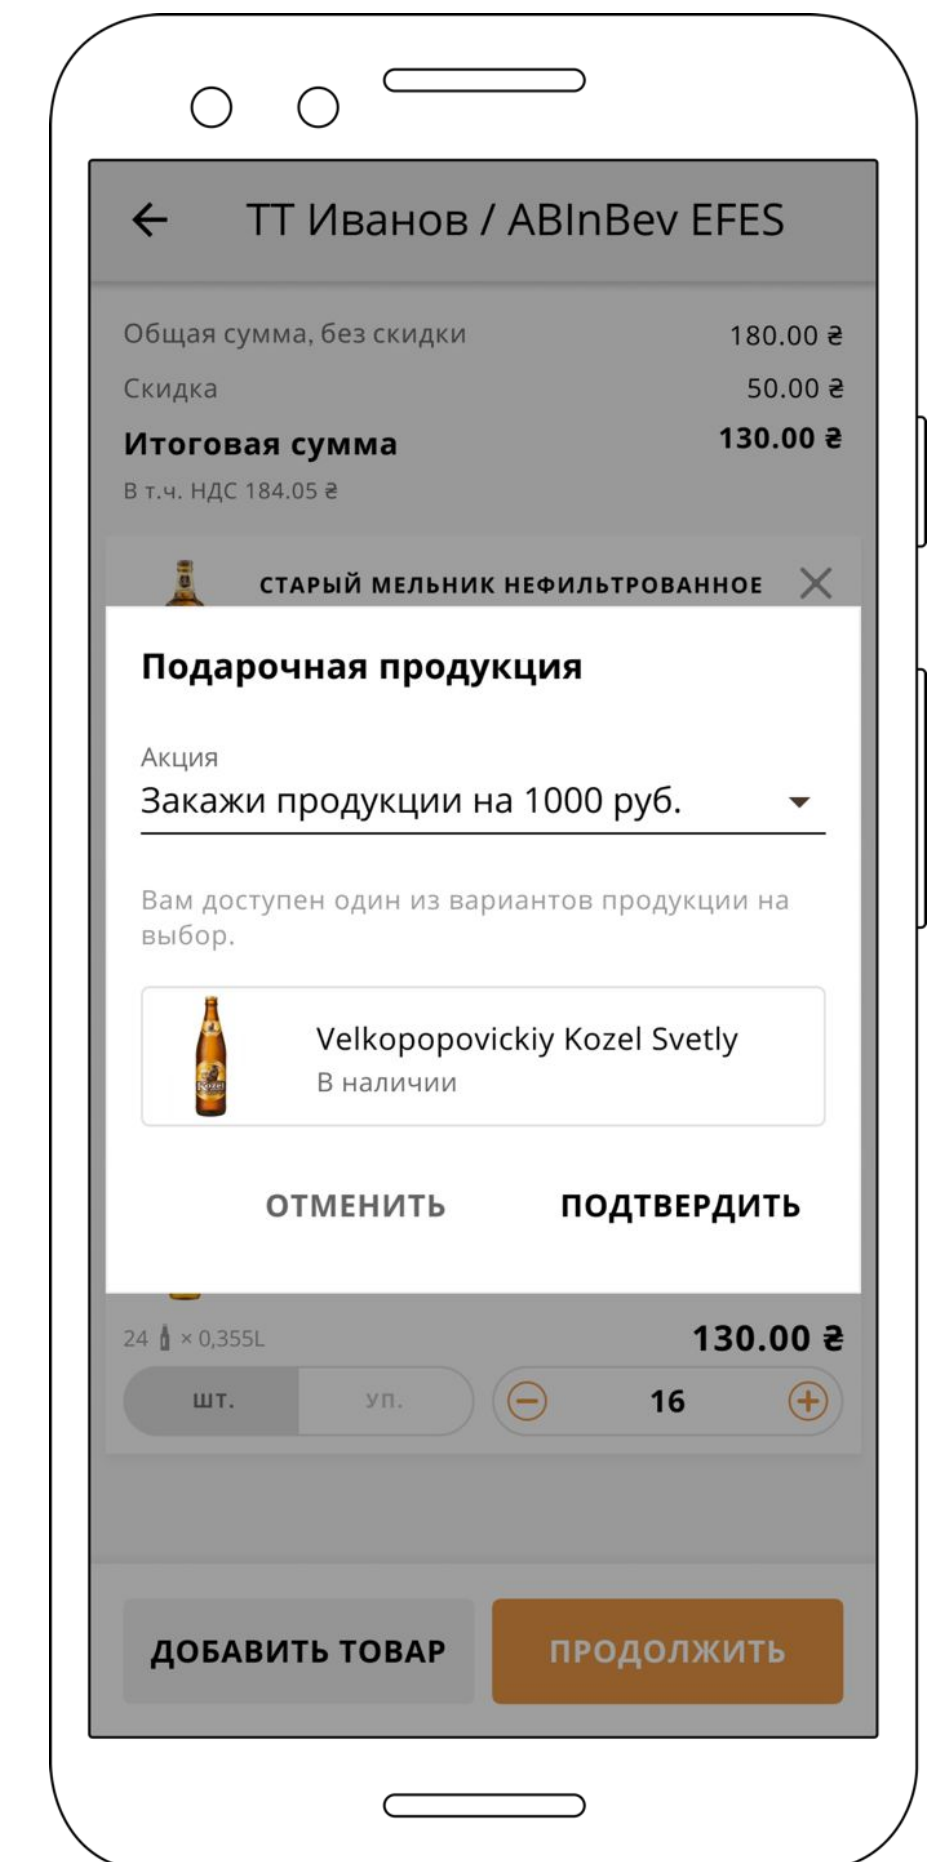 ТТ Иванов / ABInBev EFES
Общая сумма, без скидки 180.00 ₴
Скидка 50.00 ₴
Итоговая сумма 130.00 ₴
В т.ч. НДС 184.05 ₴
СТАРЫЙ МЕЛЬНИК НЕФИЛЬТРОВАННОЕ
Подарочная продукция
Акция
Закажи продукции на 1000 руб.
Вам доступен один из вариантов продукции на
выбор.
Kozel
Velkopopovickiy Kozel Svetly
В наличии
ОТМЕНИТЬ ПОДТВЕРДИТЬ
24 × 0,355L 130.00 ₴
ШТ. УП. 16
ДОБАВИТЬ ТОВАР ПРОДОЛЖИТЬ